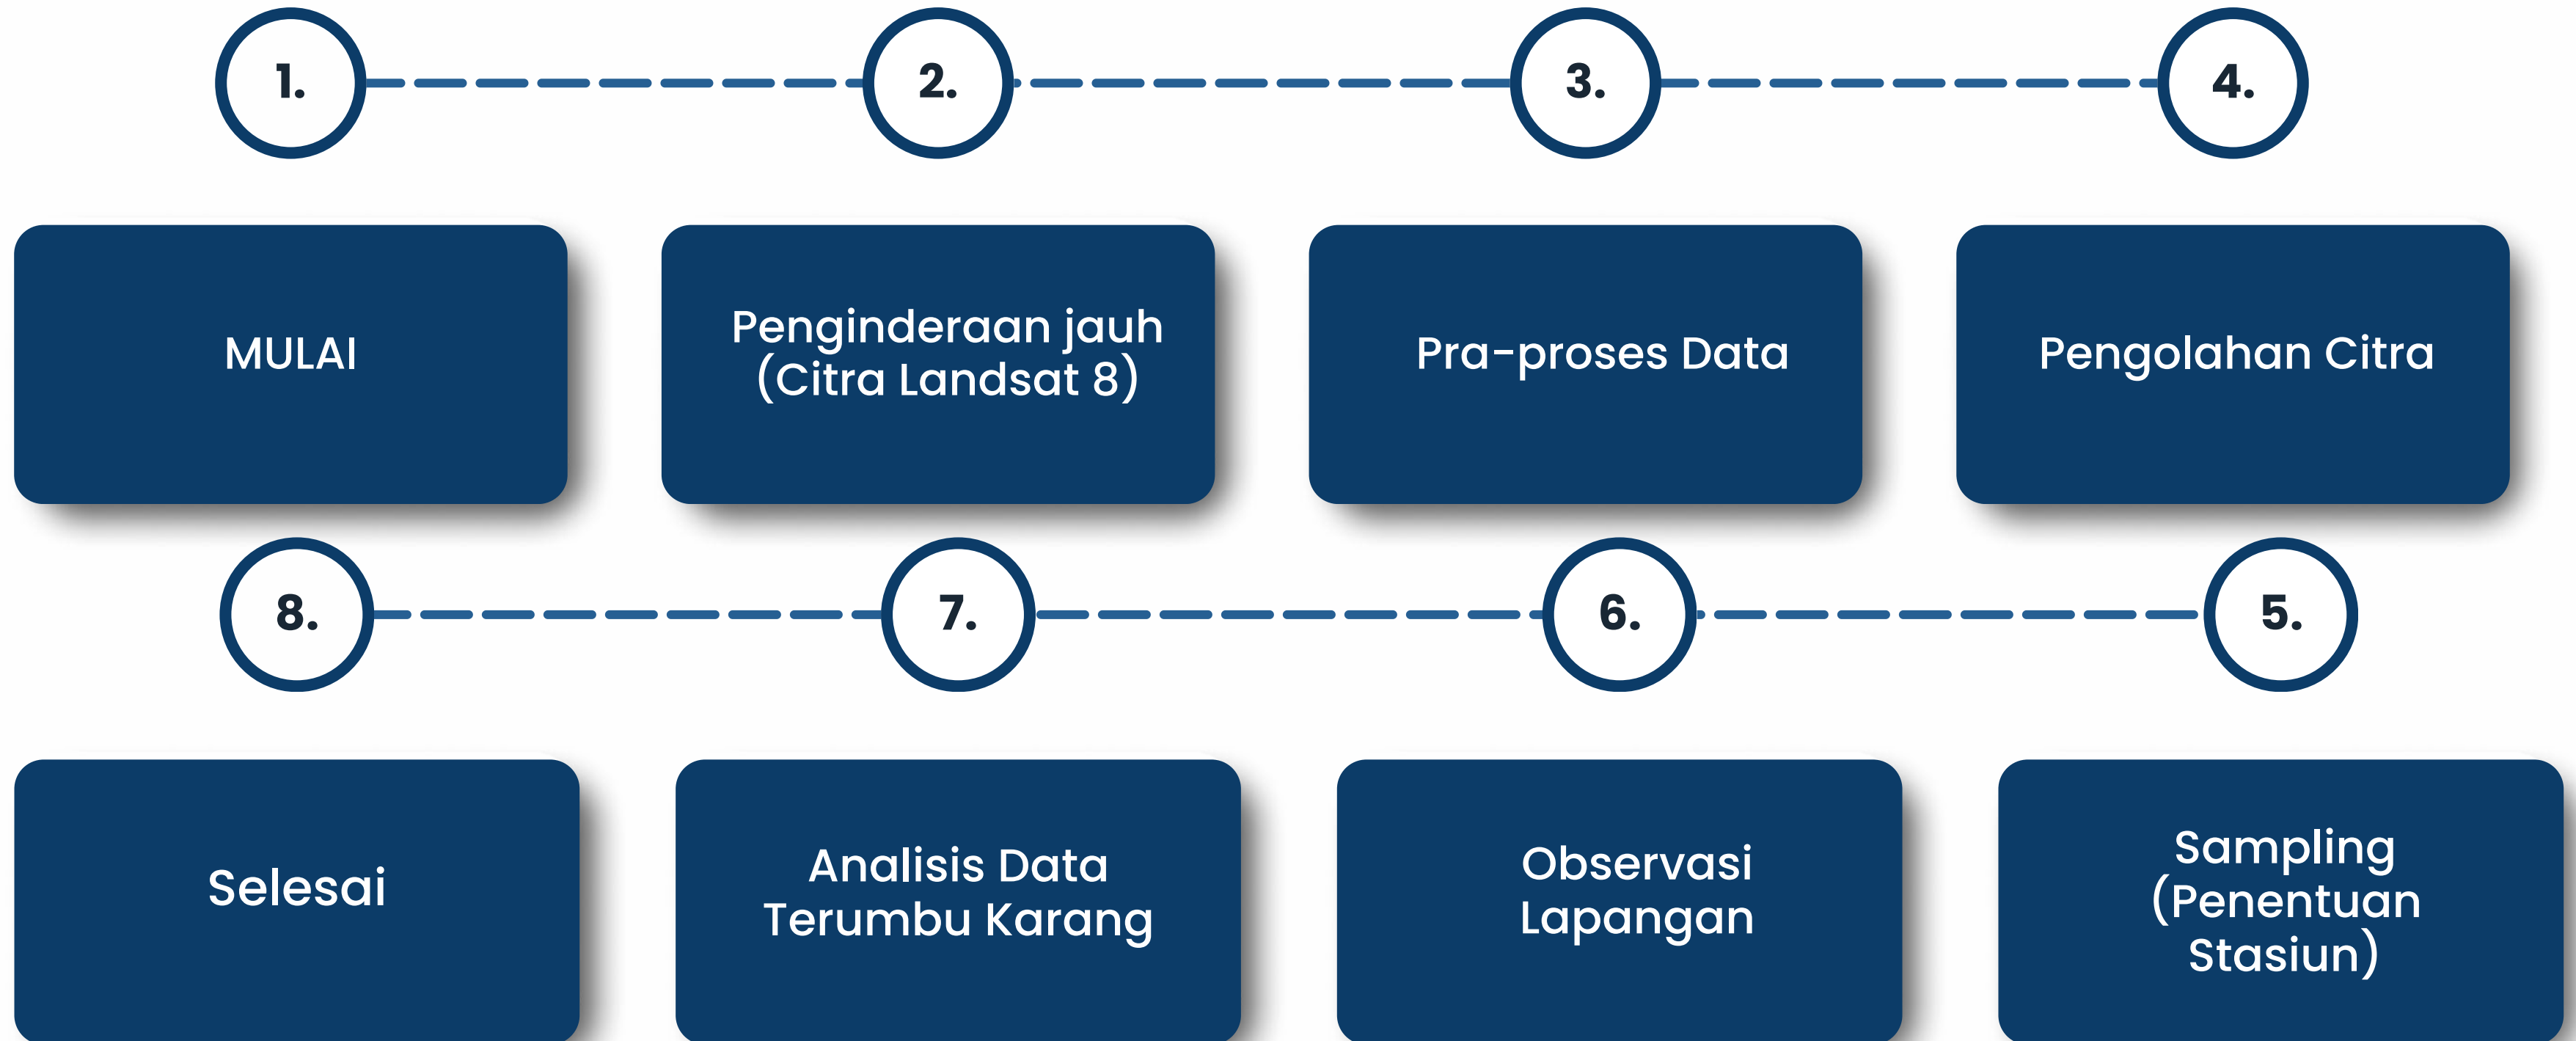 1.
2.
3.
4.
MULAI
Penginderaan jauh
(Citra Landsat 8)
Pra-proses Data
Pengolahan Citra
8.
7.
6.
5.
Selesai
Analisis Data
Terumbu Karang
Observasi
Lapangan
Sampling
(Penentuan
Stasiun)